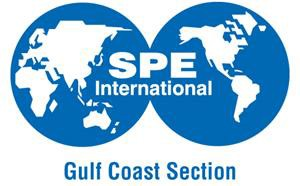 SPE
International
Gulf Coast Section